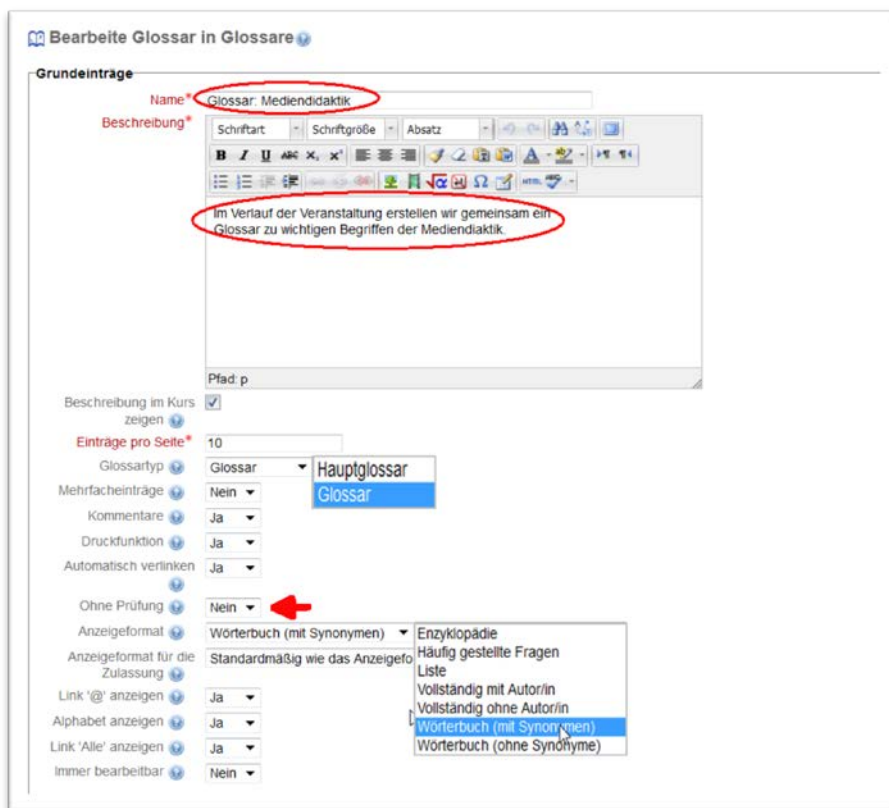 Bearbeite Glossar in Glossare
Grundeinträge
Name* Glossar: Mediendidaktik
Beschreibung* Schriftart Schriftgröße Absatz
B I U ABC X, x² A HTML
Im Verlauf der Veranstaltung erstellen wir gemeinsam ein
Glossar zu wichtigen Begriffen der Mediendiaktik.
Pfad: p
Beschreibung im Kurs
zeigen
Einträge pro Seite* 10
Glossartyp Glossar Hauptglossar
Glossar
Mehrfacheinträge Nein
Kommentare Ja
Druckfunktion Ja
Automatisch verlinken Ja
Ohne Prüfung Nein
Anzeigeformat Wörterbuch (mit Synonymen) Enzyklopädie
Häufig gestellte Fragen
Anzeigeformat für die Standardmäßig wie das Anzeigefo
Zulassung
Liste
Vollständig mit Autor/in
Link '@' anzeigen Ja
Vollständig ohne Autor/in
Alphabet anzeigen Ja
Wörterbuch (mit Synonymen)
Link 'Alle' anzeigen Ja
Wörterbuch (ohne Synonyme)
Immer bearbeitbar Nein